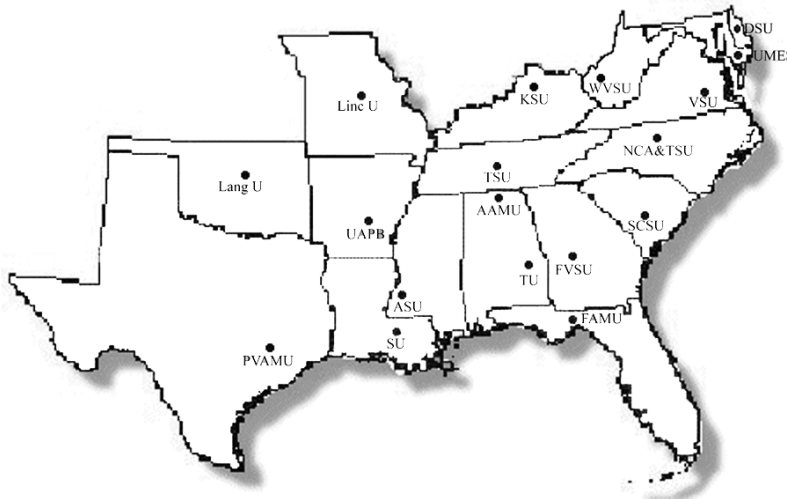 DSU
UMES
WVSU
KSU
VSU
Linc U
NCA&TSU
TSU
Lang U
AAMU
SCSU
UAPB
FVSU
TU
ASU
FAMU
SU
PVAMU